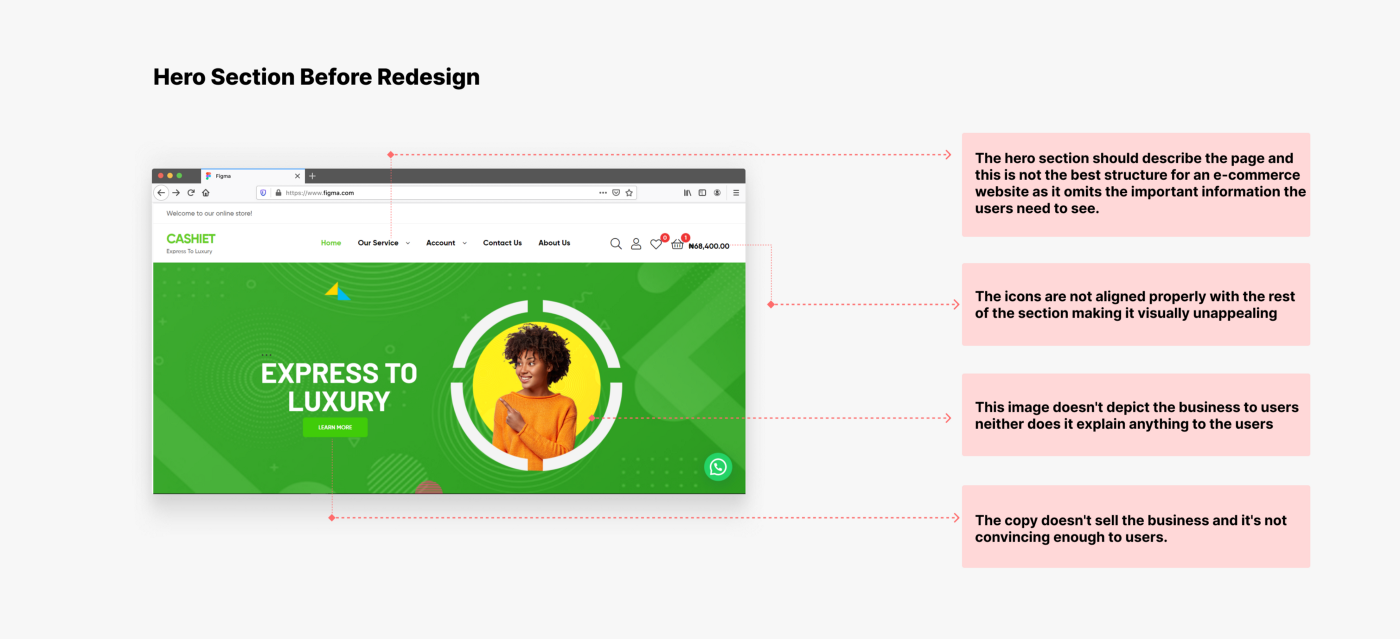 Hero Section Before Redesign
Figma
https://www.figma.com
Welcome to our online store!
CASHIET
Express To Luxury
Home
Our Service
Account
Contact Us
About Us
0
1
₦68,400.00
EXPRESS TO
LUXURY
LEARN MORE
The hero section should describe the page and
this is not the best structure for an e-commerce
website as it omits the important information the
users need to see.
The icons are not aligned properly with the rest
of the section making it visually unappealing
This image doesn't depict the business to users
neither does it explain anything to the users
The copy doesn't sell the business and it's not
convincing enough to users.